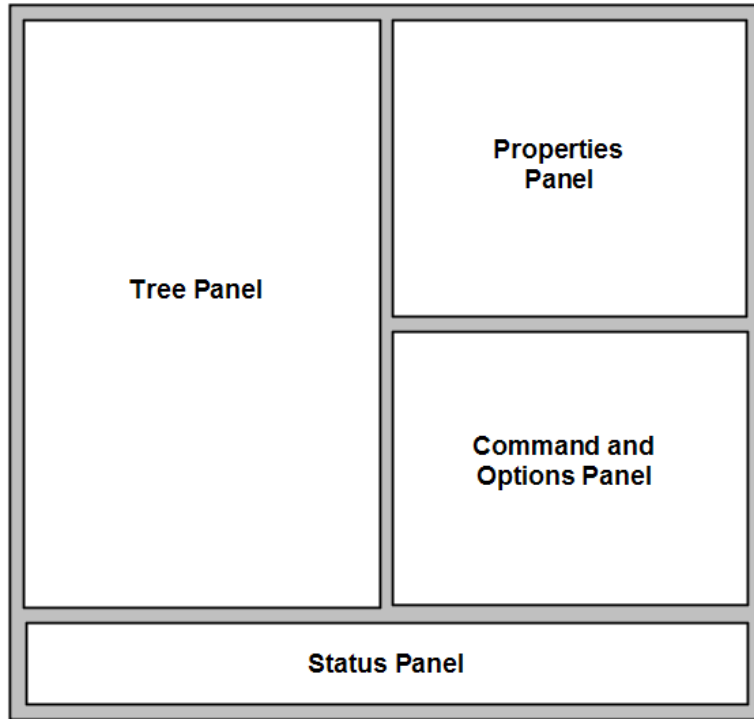 Properties
Panel
Tree Panel
Command and
Options Panel
Status Panel